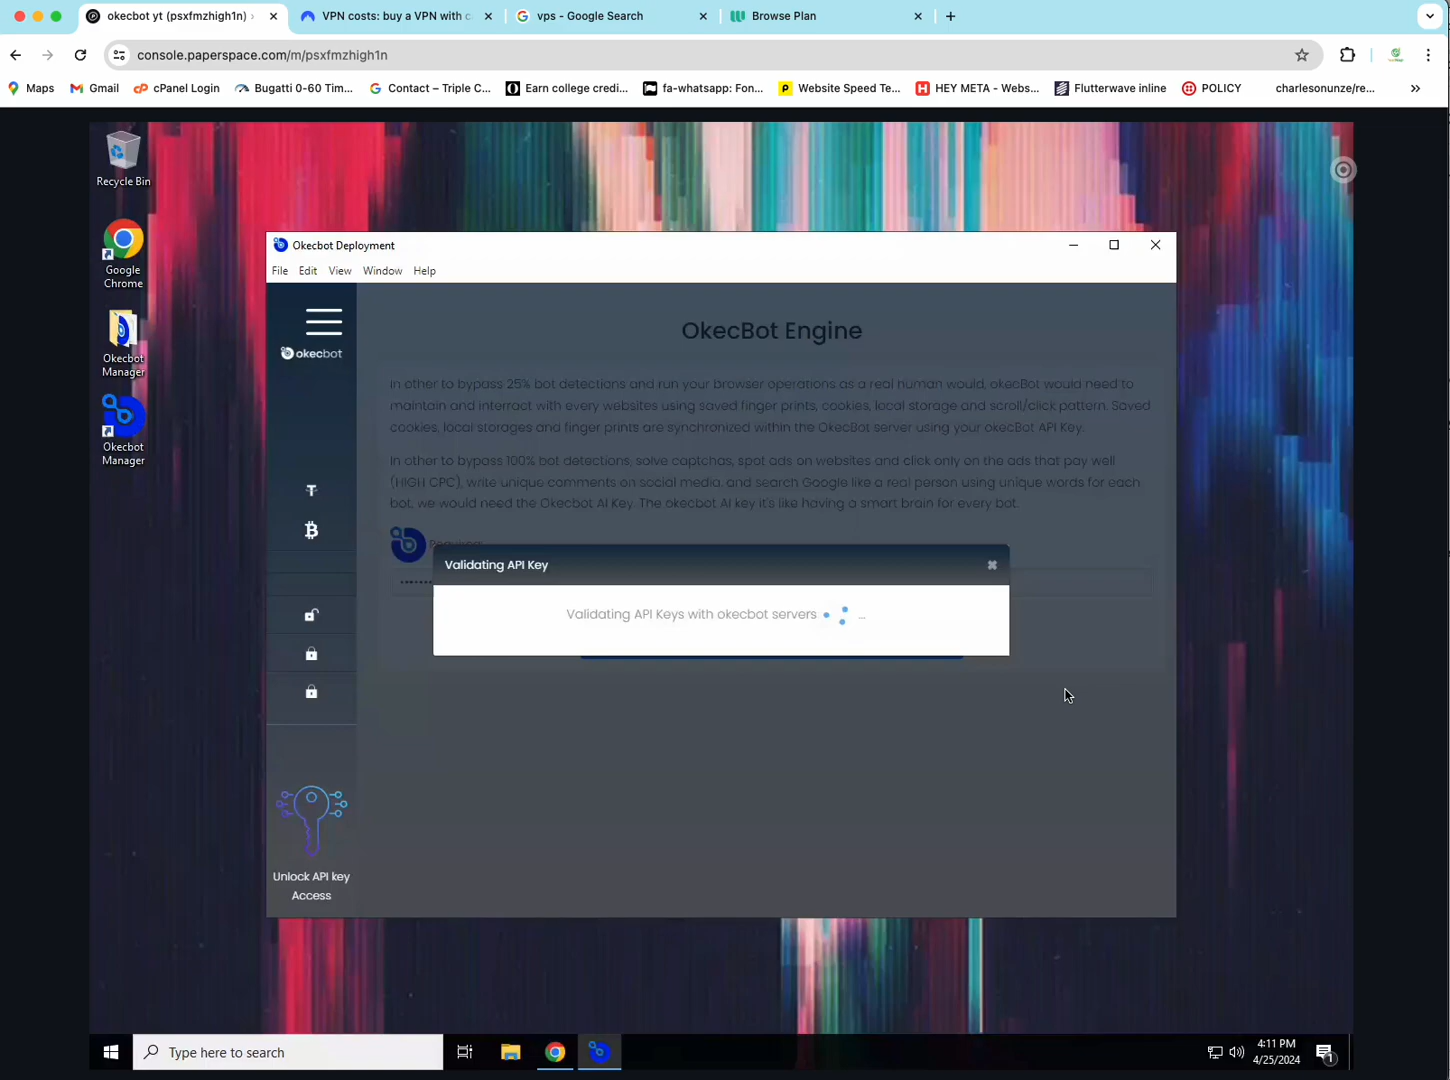 okecbot yt (psxfmzhigh1n)
VPN costs: buy a VPN with c
vps - Google Search
Browse Plan
console.paperspace.com/m/psxfmzhigh1n
Maps
Gmail
cPanel Login
Bugatti 0-60 Tim...
Contact – Triple C...
Earn college credi...
fa-whatsapp: Fon...
Website Speed Te...
HEY META - Webs...
Flutterwave inline
POLICY
charlesonunze/re...
Recycle Bin
Google
Chrome
Okecbot
Manager
Okecbot
Manager
Okecbot Deployment
File Edit View Window Help
okecbot
OkecBot Engine
In other to bypass 25% bot detections and run your browser operations as a real human would, okecBot would need to
maintain and interract with every websites using saved finger prints, cookies, local storage and scroll/click pattern. Saved
cookies, local storages and finger prints are synchronized within the OkecBot server using your okecBot API Key.
In other to bypass 100% bot detections, solve captchas, spot ads on websites and click only on the ads that pay well
(HIGH CPC), write unique comments on social media, and search Google like a real person using unique words for each
bot, we would need the Okecbot AI Key. The okecbot AI key it's like having a smart brain for every bot.
Validating API Key
Validating API Keys with okecbot servers ...
Unlock API key
Access
Type here to search
4:11 PM
4/25/2024
1